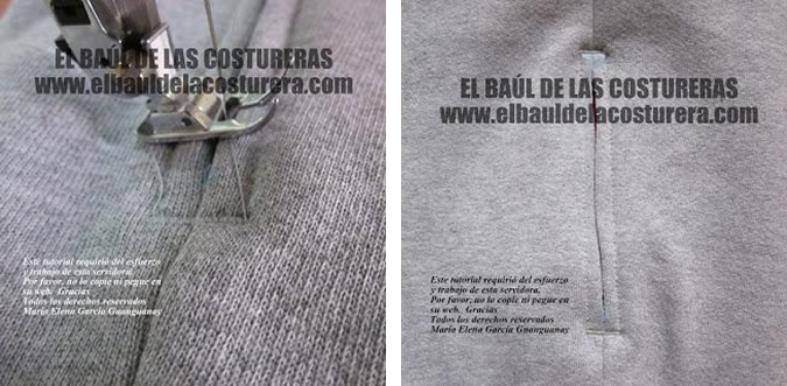 EL BAÚL DE LAS COSTURERAS
www.elbauldelacosturera.com
Este tutorial requirió del esfuerzo
y trabajo de esta servidora.
Por favor, no lo copie ni pegue en
su web. Gracias
Todos los derechos reservados
María Elena García Guanguanay
EL BAÚL DE LAS COSTURERAS
www.elbauldelacosturera.com
Este tutorial requirió del esfuerzo
y trabajo de esta servidora.
Por favor, no lo copie ni pegue en
su web. Gracias
Todos los derechos reservados
María Elena García Guanguanay